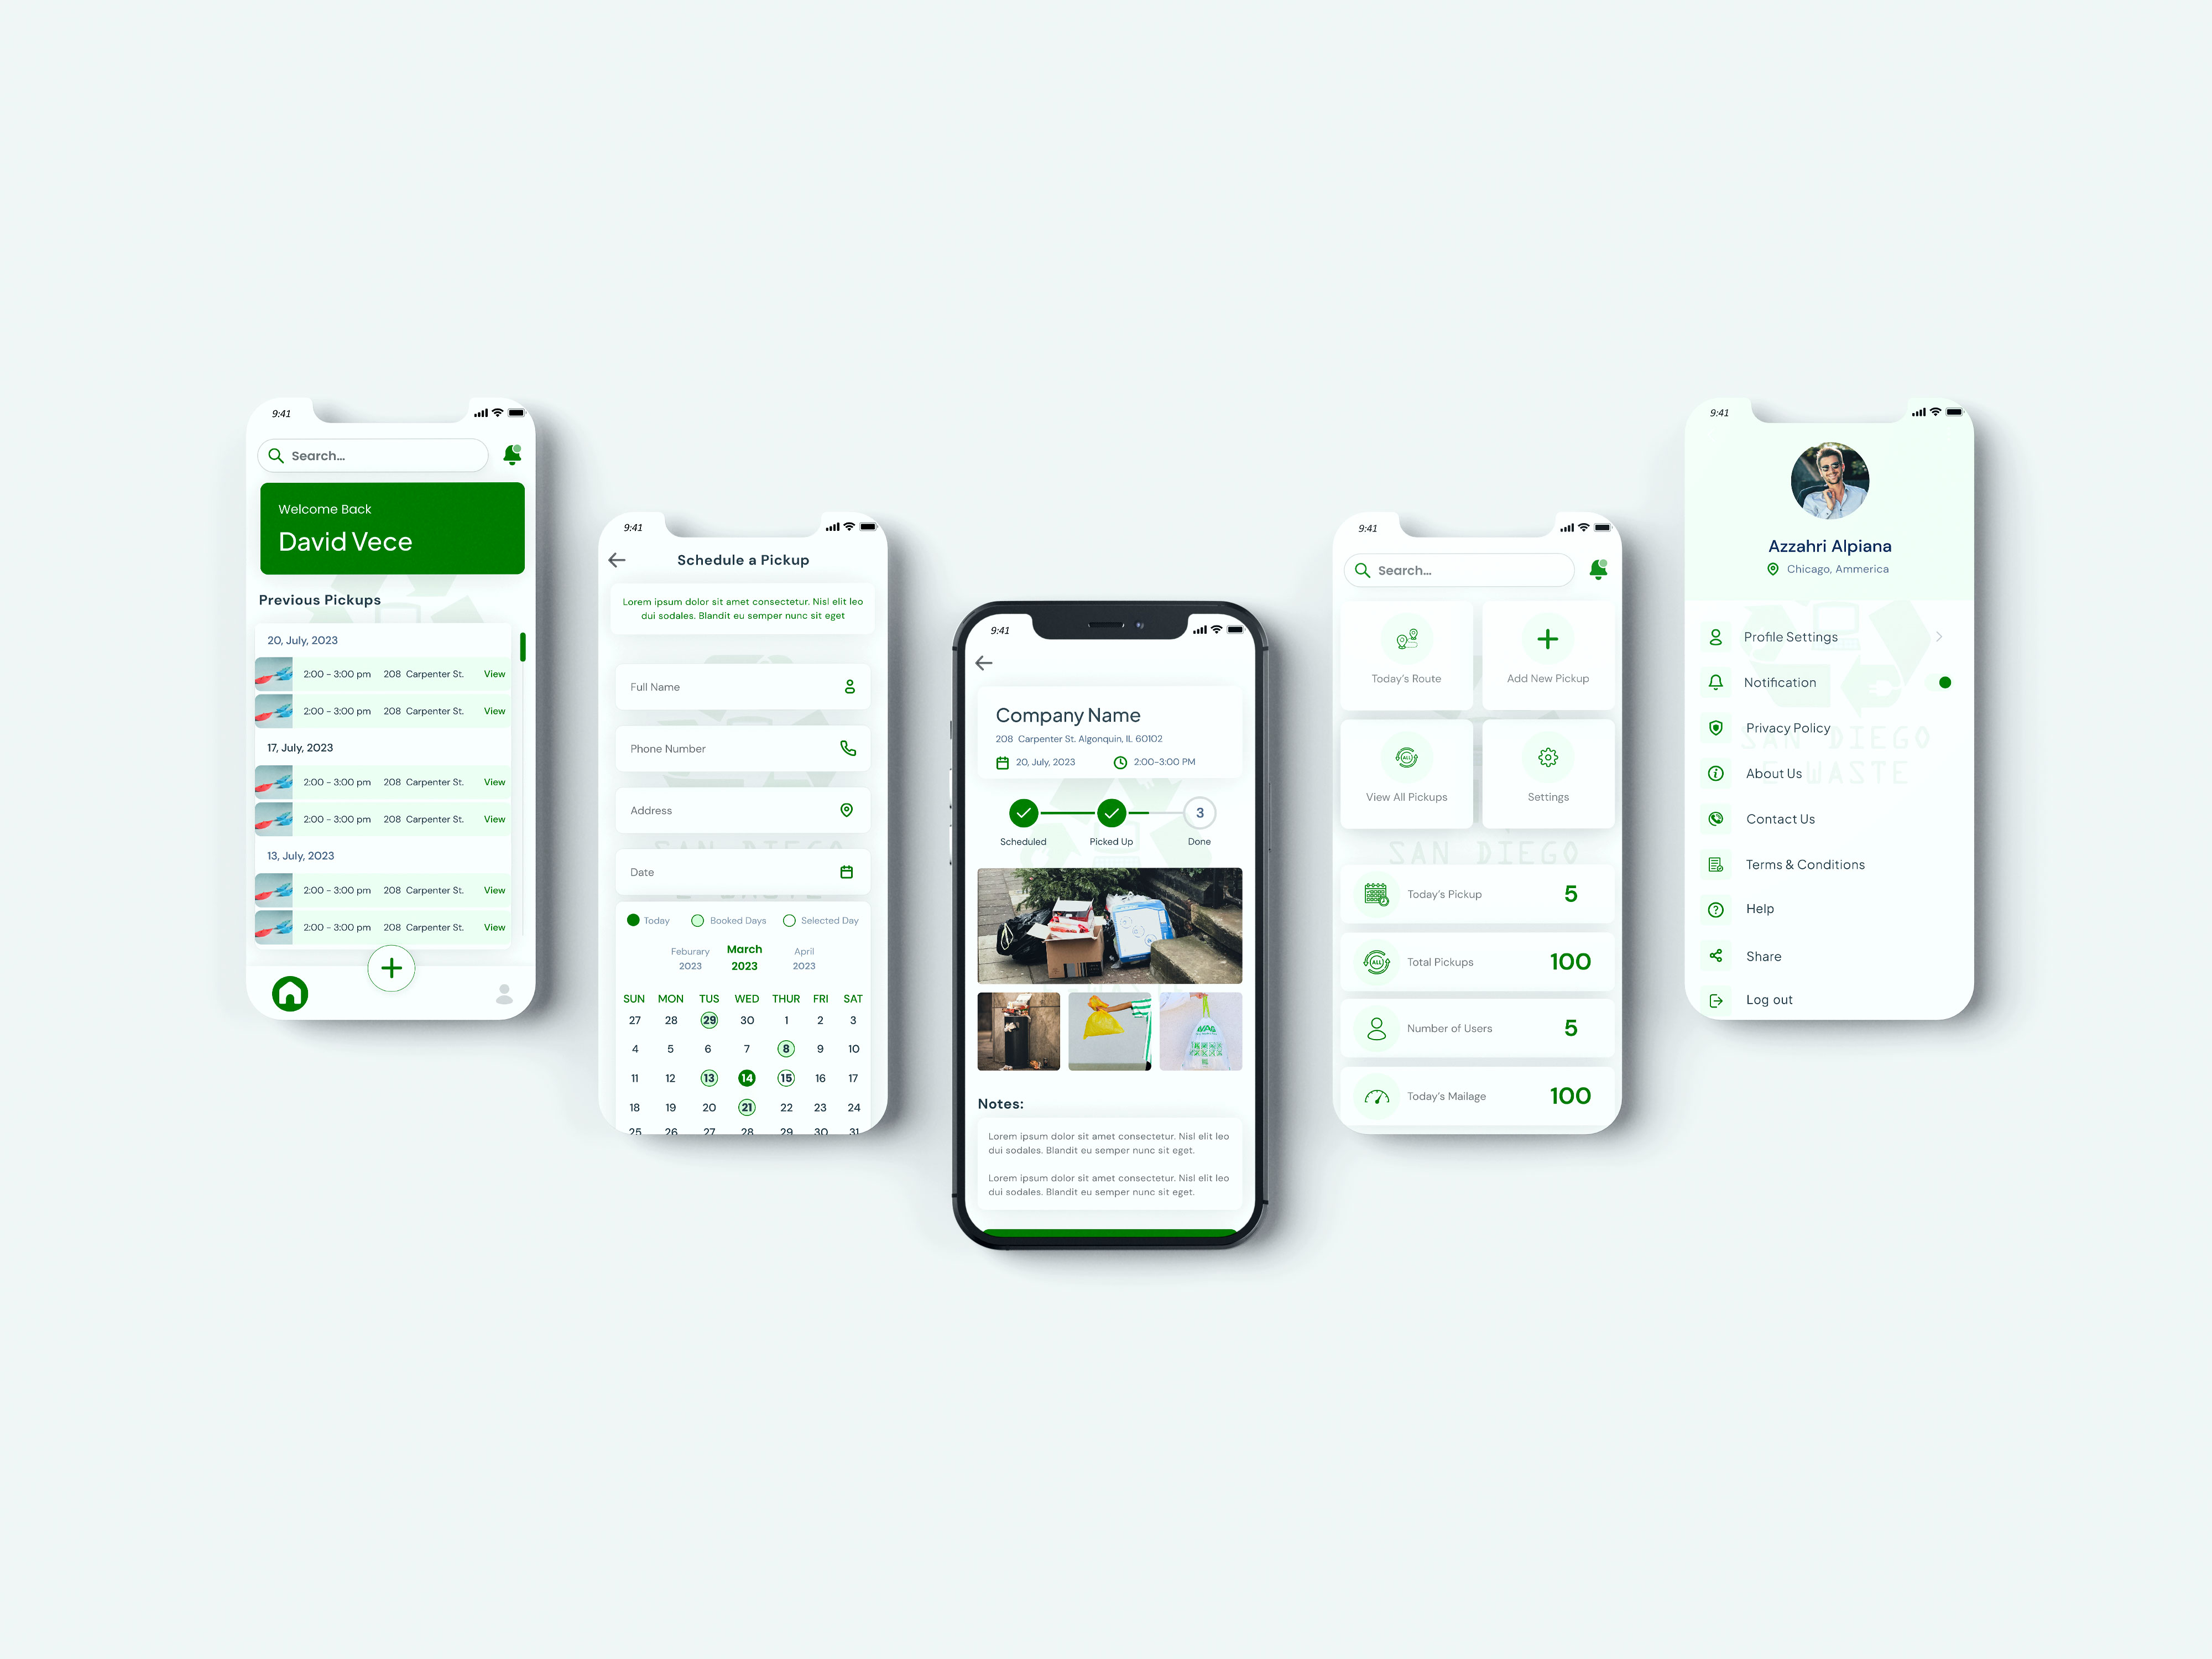 9:41
Search...
Welcome Back
David Vece
Previous Pickups
20, July, 2023
2:00 - 3:00 pm 208 Carpenter St. View
2:00 - 3:00 pm 208 Carpenter St. View
17, July, 2023
2:00 - 3:00 pm 208 Carpenter St. View
2:00 - 3:00 pm 208 Carpenter St. View
13, July, 2023
2:00 - 3:00 pm 208 Carpenter St. View
2:00 - 3:00 pm 208 Carpenter St. View
9:41
Schedule a Pickup
Lorem ipsum dolor sit amet consectetur. Nisl elit leo
dui sodales. Blandit eu semper nunc sit eget
Full Name
Phone Number
Address
Date
Today Booked Days Selected Day
Feburary March April
2023 2023 2023
SUN MON TUS WED THUR FRI SAT
27 28 29 30 1 2 3
4 5 6 7 8 9 10
11 12 13 14 15 16 17
18 19 20 21 22 23 24
25 26 27 28 29 30 31
9:41
Company Name
208 Carpenter St. Algonquin, IL 60102
20, July, 2023 2:00-3:00 PM
3
Scheduled Picked Up Done
Notes:
Lorem ipsum dolor sit amet consectetur. Nisl elit leo
dui sodales. Blandit eu semper nunc sit eget.
Lorem ipsum dolor sit amet consectetur. Nisl elit leo
dui sodales. Blandit eu semper nunc sit eget.
9:41
Search...
Today's Route Add New Pickup
ALL
View All Pickups Settings
SAN DIEGO
Today's Pickup 5
ALL
Total Pickups 100
Number of Users 5
Today's Mailage 100
9:41
Azzahri Alpiana
Chicago, Ammerica
Profile Settings
Notification
Privacy Policy
SAN DIEGO
About Us
WASTE
Contact Us
Terms & Conditions
Help
Share
Log out